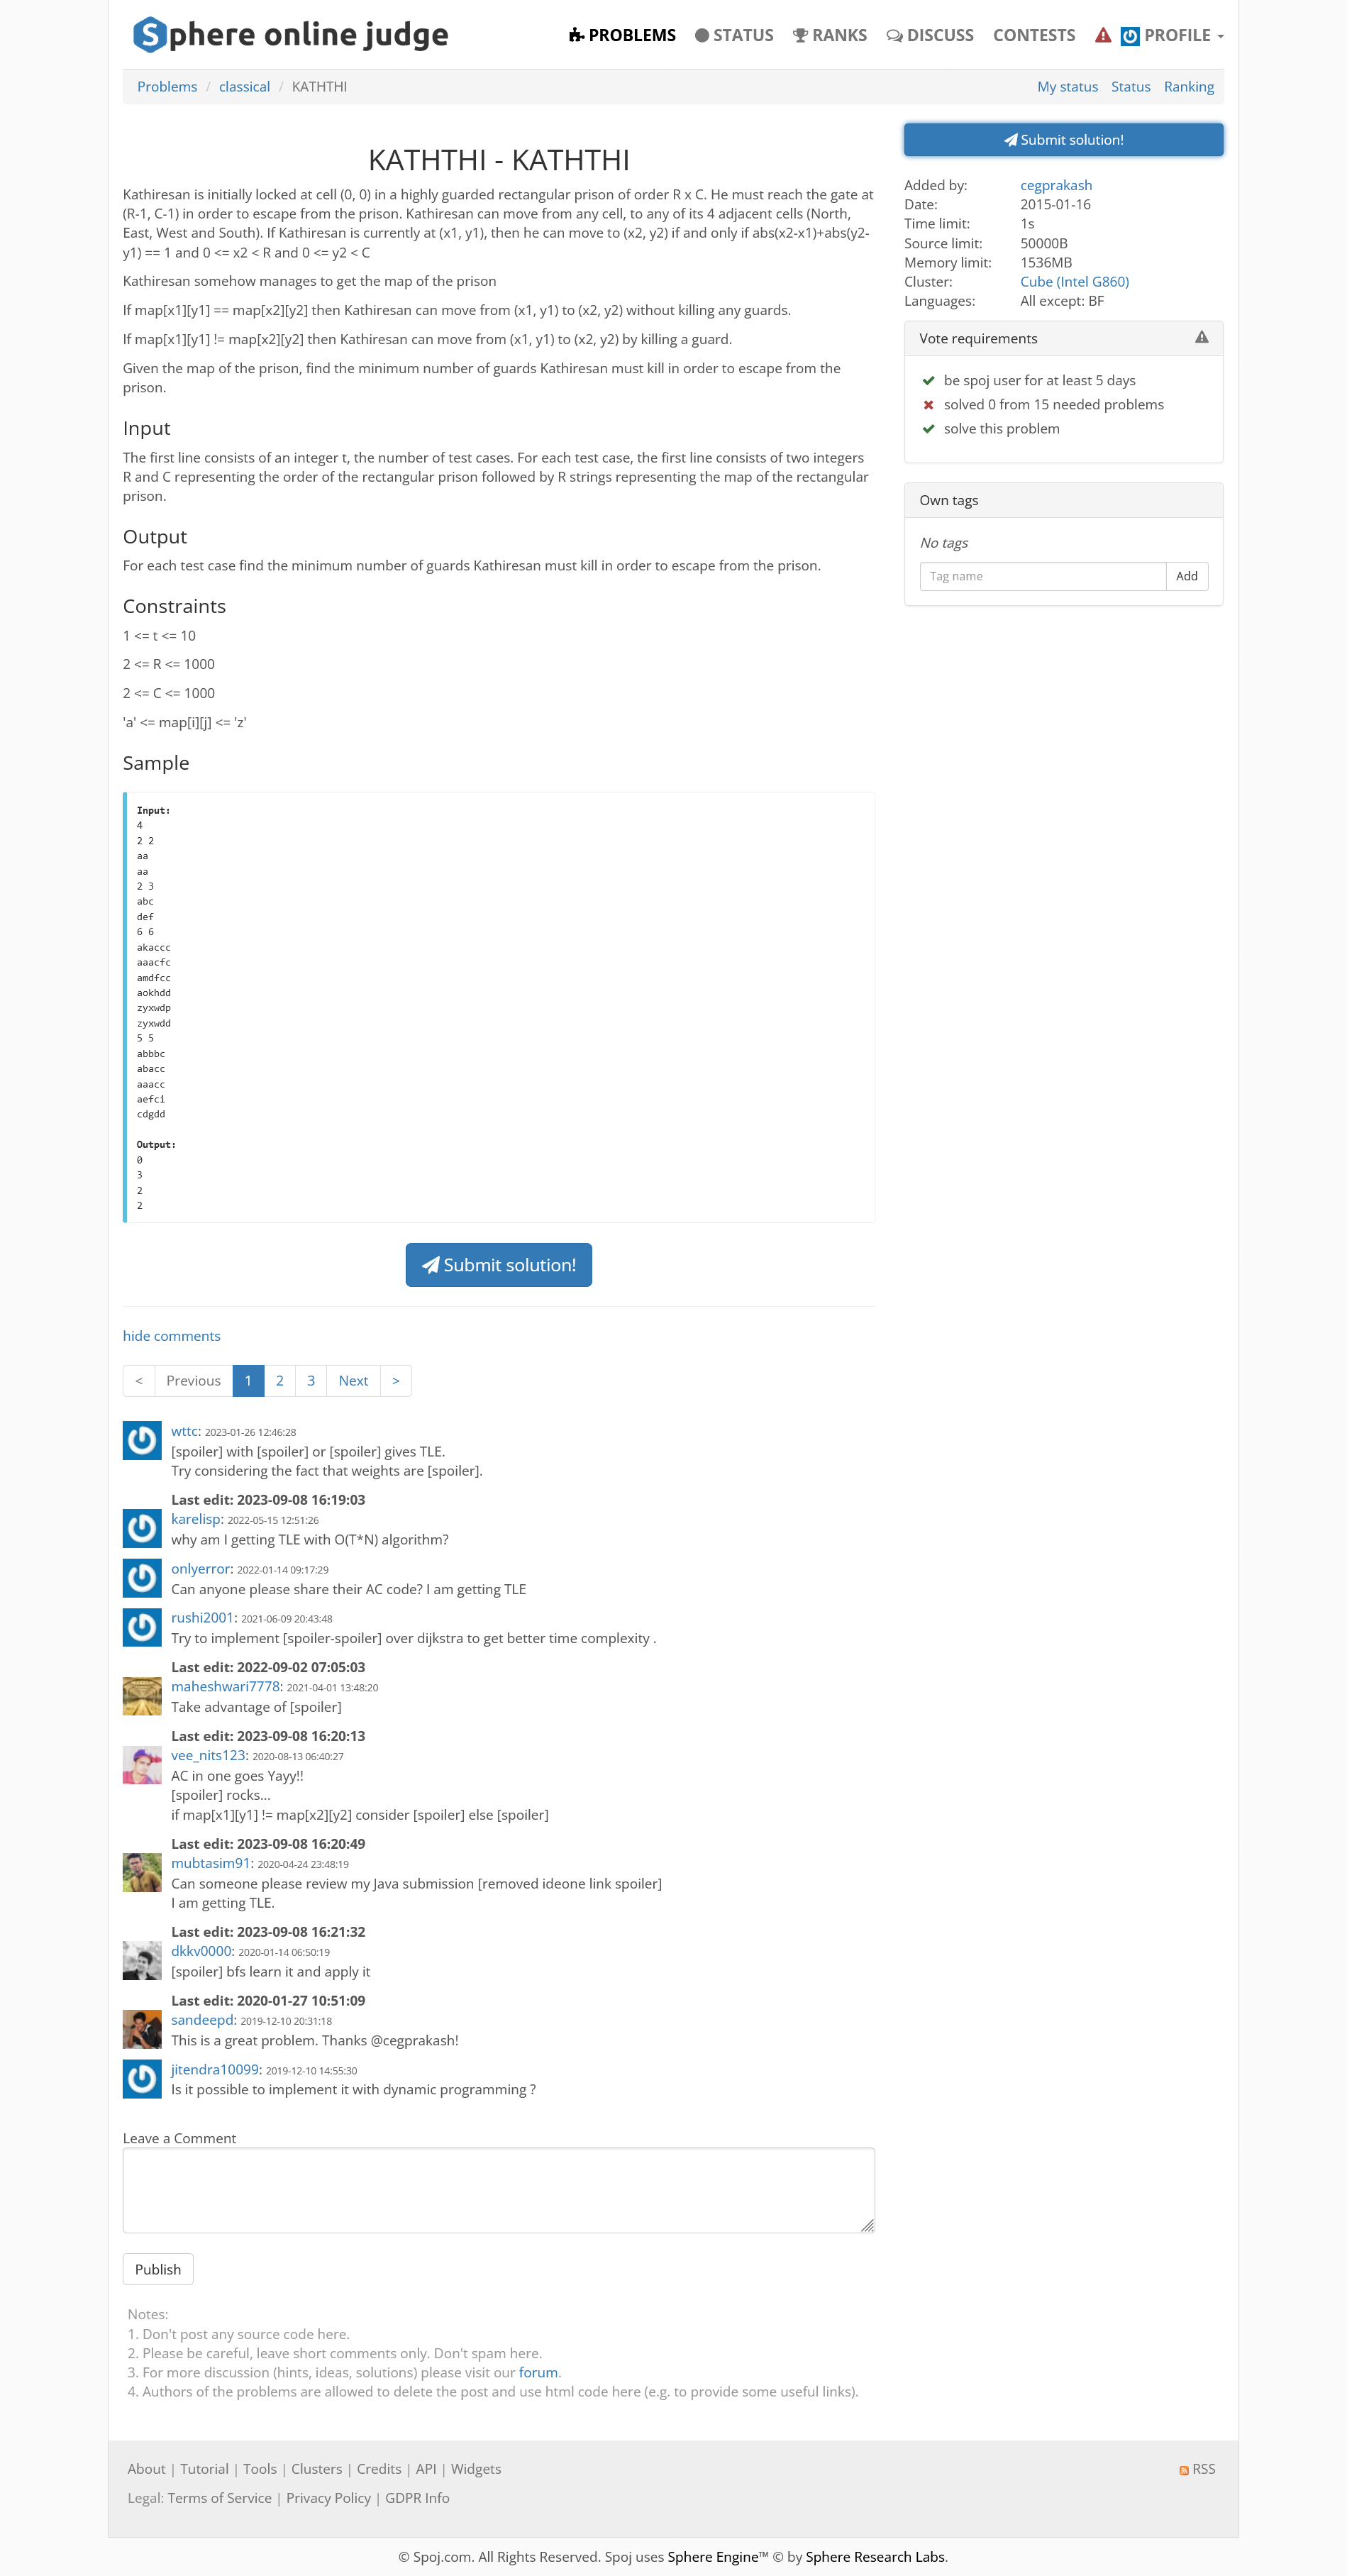 Sphere online judge
PROBLEMS STATUS RANKS DISCUSS CONTESTS PROFILE
Problems / classical / KATHTHI
My status Status Ranking
Submit solution!
KATHTHI - KATHTHI
Kathiresan is initially locked at cell (0, 0) in a highly guarded rectangular prison of order R x C. He must reach the gate at
(R-1, C-1) in order to escape from the prison. Kathiresan can move from any cell, to any of its 4 adjacent cells (North,
East, West and South). If Kathiresan is currently at (x1, y1), then he can move to (x2, y2) if and only if abs(x2-x1)+abs(y2-
y1) == 1 and 0 <= x2 < R and 0 <= y2 < C
Kathiresan somehow manages to get the map of the prison
If map[x1][y1] == map[x2][y2] then Kathiresan can move from (x1, y1) to (x2, y2) without killing any guards.
If map[x1][y1] != map[x2][y2] then Kathiresan can move from (x1, y1) to (x2, y2) by killing a guard.
Given the map of the prison, find the minimum number of guards Kathiresan must kill in order to escape from the
prison.
Input
The first line consists of an integer t, the number of test cases. For each test case, the first line consists of two integers
R and C representing the order of the rectangular prison followed by R strings representing the map of the rectangular
prison.
Output
For each test case find the minimum number of guards Kathiresan must kill in order to escape from the prison.
Constraints
1 <= t <= 10
2 <= R <= 1000
2 <= C <= 1000
'a' <= map[i][j] <= 'z'
Sample
Input:
4
2 2
aa
aa
2 3
abc
def
6 6
akaccc
aaacfc
amdfcc
aokhdd
zyxwdp
zyxwdd
5 5
abbbc
abacc
aaacc
aefci
cdgdd
Output:
0
3
2
2
Submit solution!
Added by: cegprakash
Date: 2015-01-16
Time limit: 1s
Source limit: 50000B
Memory limit: 1536MB
Cluster: Cube (Intel G860)
Languages: All except: BF
Vote requirements
be spoj user for at least 5 days
solved 0 from 15 needed problems
solve this problem
Own tags
No tags
Tag name Add
hide comments
< Previous 1 2 3 Next >
wttc: 2023-01-26 12:46:28
[spoiler] with [spoiler] or [spoiler] gives TLE.
Try considering the fact that weights are [spoiler].
Last edit: 2023-09-08 16:19:03
karelisp: 2022-05-15 12:51:26
why am I getting TLE with O(T*N) algorithm?
onlyerror: 2022-01-14 09:17:29
Can anyone please share their AC code? I am getting TLE
rushi2001: 2021-06-09 20:43:48
Try to implement [spoiler-spoiler] over dijkstra to get better time complexity .
Last edit: 2022-09-02 07:05:03
maheshwari7778: 2021-04-01 13:48:20
Take advantage of [spoiler]
Last edit: 2023-09-08 16:20:13
vee_nits123: 2020-08-13 06:40:27
AC in one goes Yayy!!
[spoiler] rocks...
if map[x1][y1] != map[x2][y2] consider [spoiler] else [spoiler]
Last edit: 2023-09-08 16:20:49
mubtasim91: 2020-04-24 23:48:19
Can someone please review my Java submission [removed ideone link spoiler]
I am getting TLE.
Last edit: 2023-09-08 16:21:32
dkkv0000: 2020-01-14 06:50:19
[spoiler] bfs learn it and apply it
Last edit: 2020-01-27 10:51:09
sandeepd: 2019-12-10 20:31:18
This is a great problem. Thanks @cegprakash!
jitendra10099: 2019-12-10 14:55:30
Is it possible to implement it with dynamic programming ?
Leave a Comment
Publish
Notes:
1. Don't post any source code here.
2. Please be careful, leave short comments only. Don't spam here.
3. For more discussion (hints, ideas, solutions) please visit our forum.
4. Authors of the problems are allowed to delete the post and use html code here (e.g. to provide some useful links).
About | Tutorial | Tools | Clusters | Credits | API | Widgets
RSS
Legal: Terms of Service | Privacy Policy | GDPR Info
© Spoj.com. All Rights Reserved. Spoj uses Sphere Engine™ © by Sphere Research Labs.